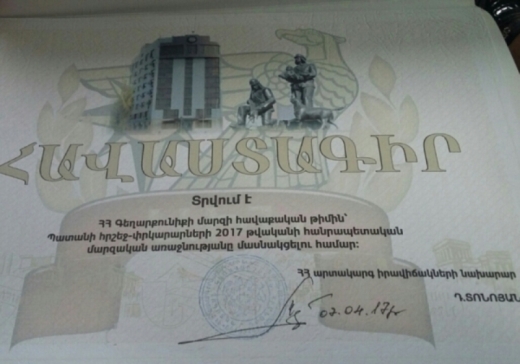 ՀԱՎԱՍՏԱԳԻՐ
Տրվում է
ՀՀ Գեղարքունիքի մարզի հավաքական թիմին՝
Պատանի հրշեջ-փրկարարների 2017 թվականի հանրապետական
մարզական առաջնությանը մասնակցելու համար:
ՀՀ արտակարգ իրավիճակների նախարար
Դ.ՏՈՆՈՅԱՆ
02.04.17թ